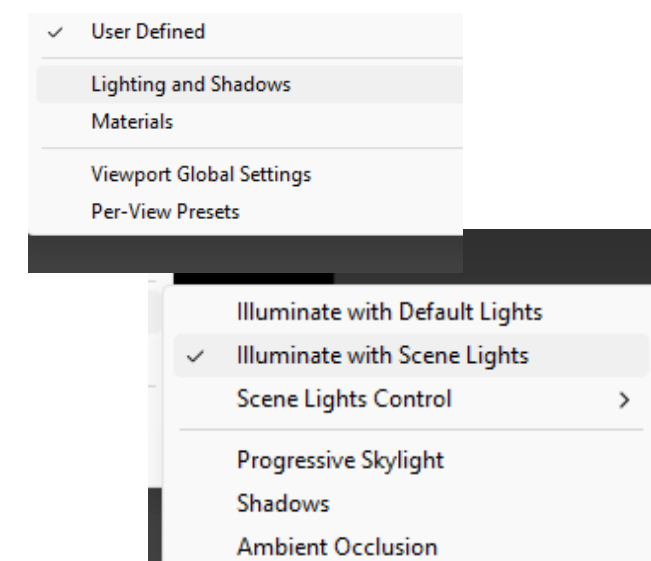 User Defined
Lighting and Shadows
Materials
Viewport Global Settings
Per-View Presets
Illuminate with Default Lights
Illuminate with Scene Lights
Scene Lights Control
Progressive Skylight
Shadows
Ambient Occlusion